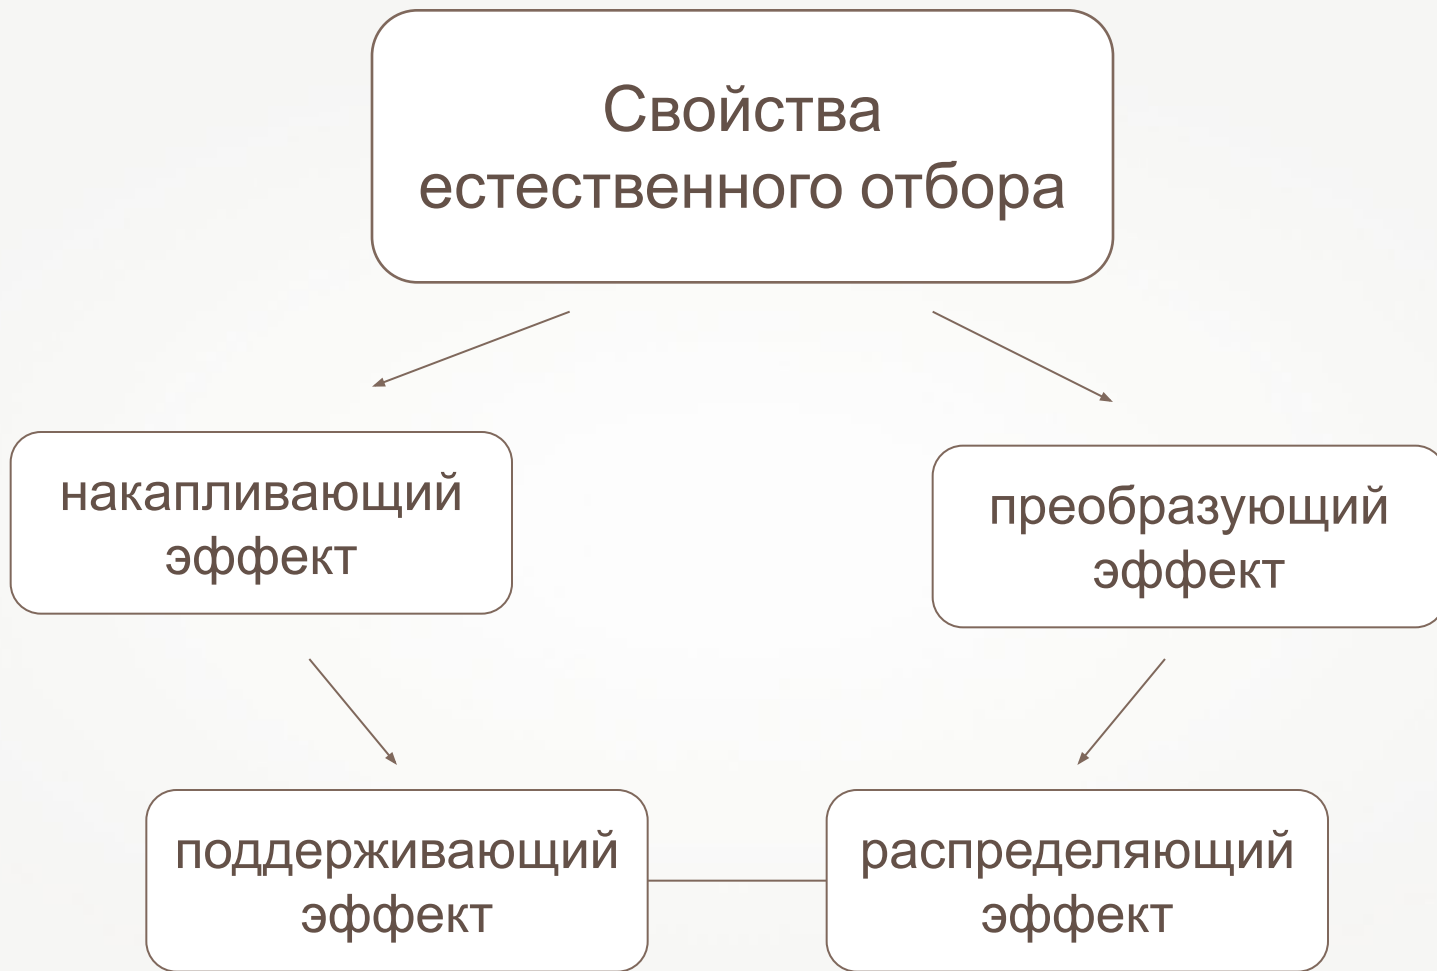 Свойства
естественного отбора
накапливающий
эффект
преобразующий
эффект
поддерживающий
эффект
распределяющий
эффект